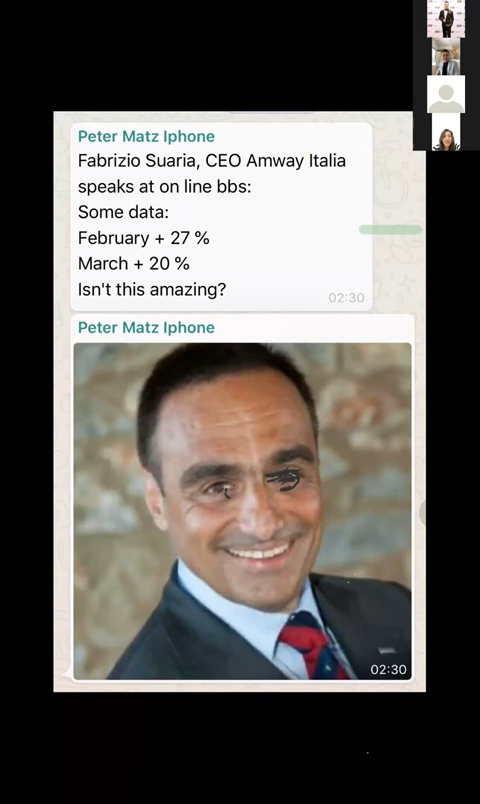 Peter Matz Iphone
Fabrizio Suaria, CEO Amway Italia
speaks at on line bbs:
Some data:
February + 27 %
March + 20 %
Isn't this amazing?
02:30
Peter Matz Iphone
02:30